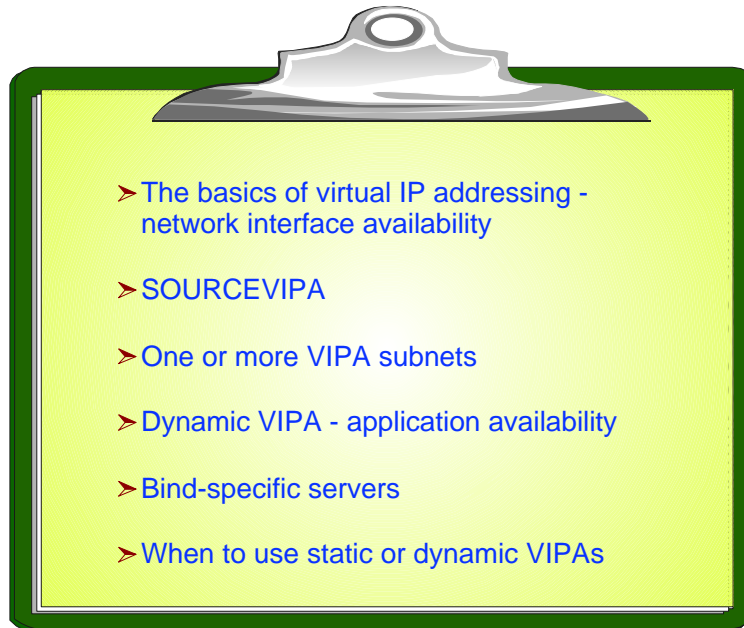 ➢ The basics of virtual IP addressing -
network interface availability
➢ SOURCEVIPA
➢ One or more VIPA subnets
➢ Dynamic VIPA - application availability
➢ Bind-specific servers
➢ When to use static or dynamic VIPAs